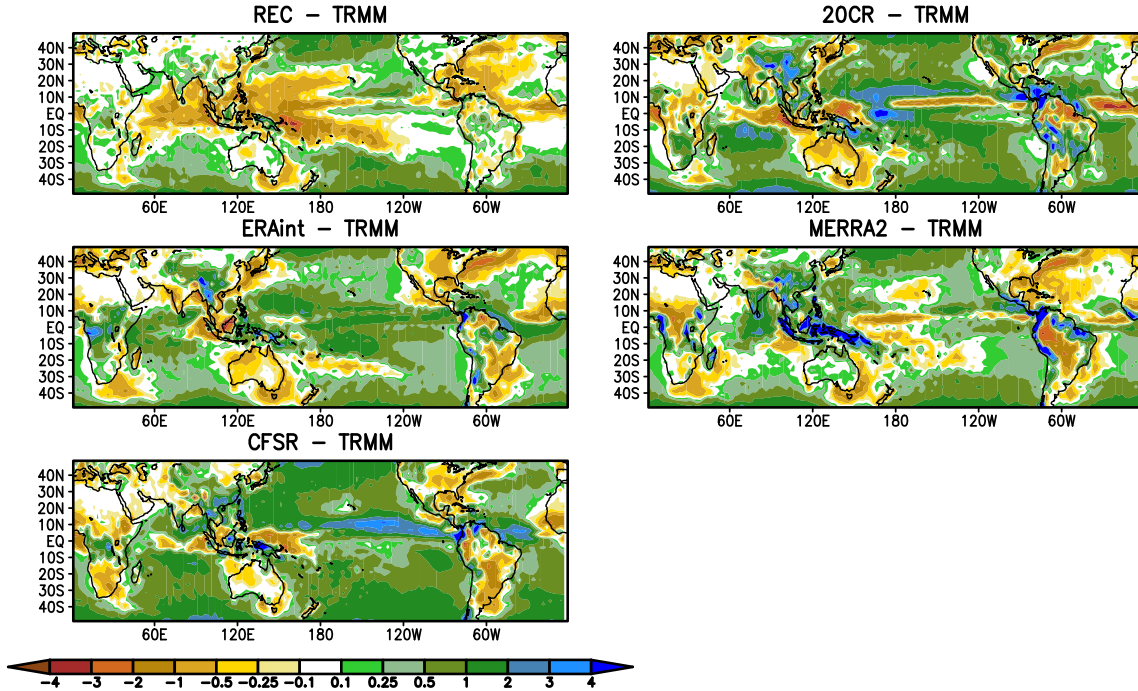 REC – TRMM
20CR – TRMM
40N
30N
20N
10N
EQ
10S
20S
30S
40S
60E 120E 180 120W 60W
40N
30N
20N
10N
EQ
10S
20S
30S
40S
60E 120E 180 120W 60W
ERAint – TRMM
MERRA2 – TRMM
40N
30N
20N
10N
EQ
10S
20S
30S
40S
60E 120E 180 120W 60W
40N
30N
20N
10N
EQ
10S
20S
30S
40S
60E 120E 180 120W 60W
CFSR – TRMM
40N
30N
20N
10N
EQ
10S
20S
30S
40S
60E 120E 180 120W 60W
-4 -3 -2 -1 -0.5 -0.25 -0.1 0.1 0.25 0.5 1 2 3 4